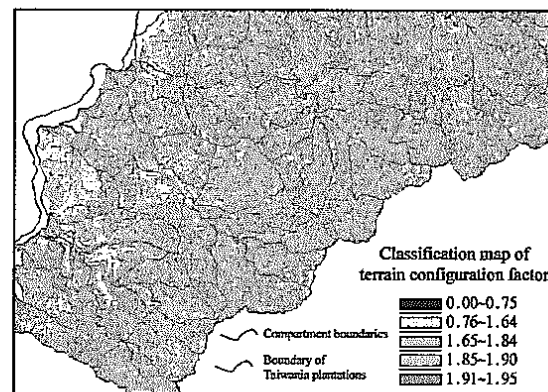 Classification map of
terrain configuration factor
0.00~0.75
0.76~1.64
1.65~1.84
1.85~1.90
1.91~1.95
Compartment boundaries
Boundary of
Taiwania plantations